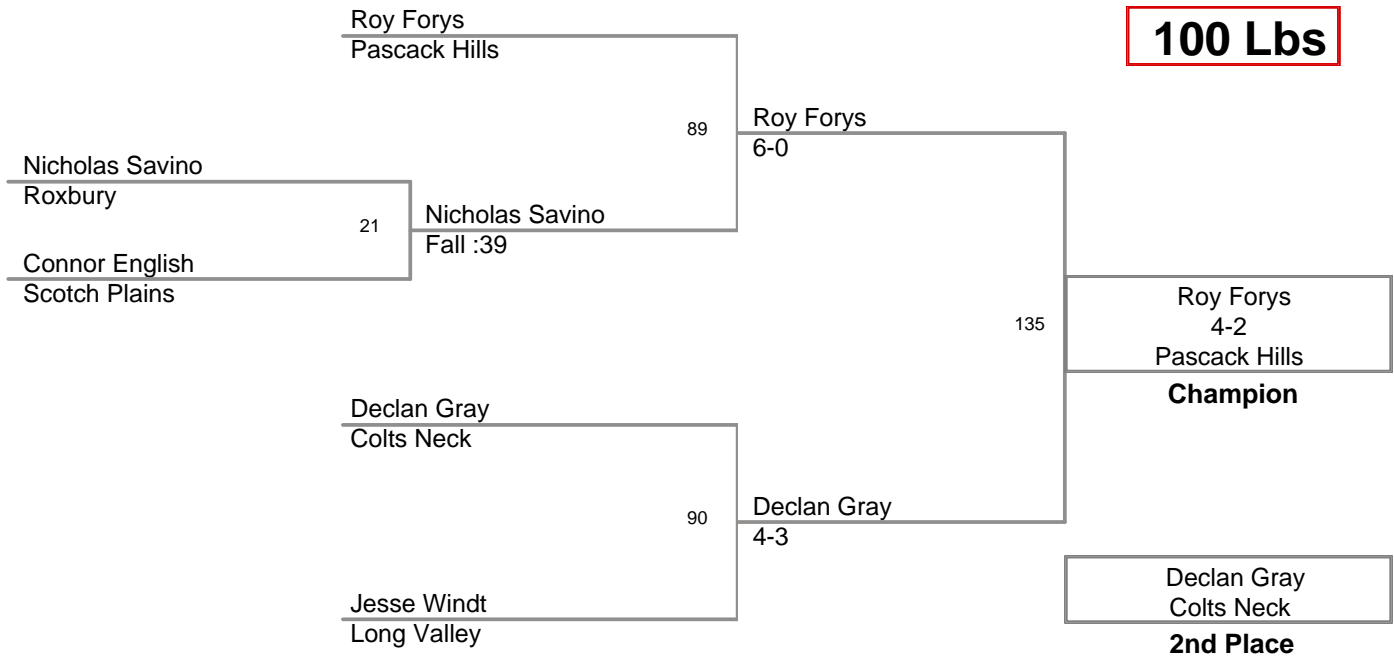 Roy Forys
Pascack Hills
100 Lbs
89
Roy Forys
6-0
Nicholas Savino
Roxbury
21
Nicholas Savino
Fall :39
Connor English
Scotch Plains
135
Roy Forys
4-2
Pascack Hills
Champion
Declan Gray
Colts Neck
90
Declan Gray
4-3
Jesse Windt
Long Valley
Declan Gray
Colts Neck
2nd Place